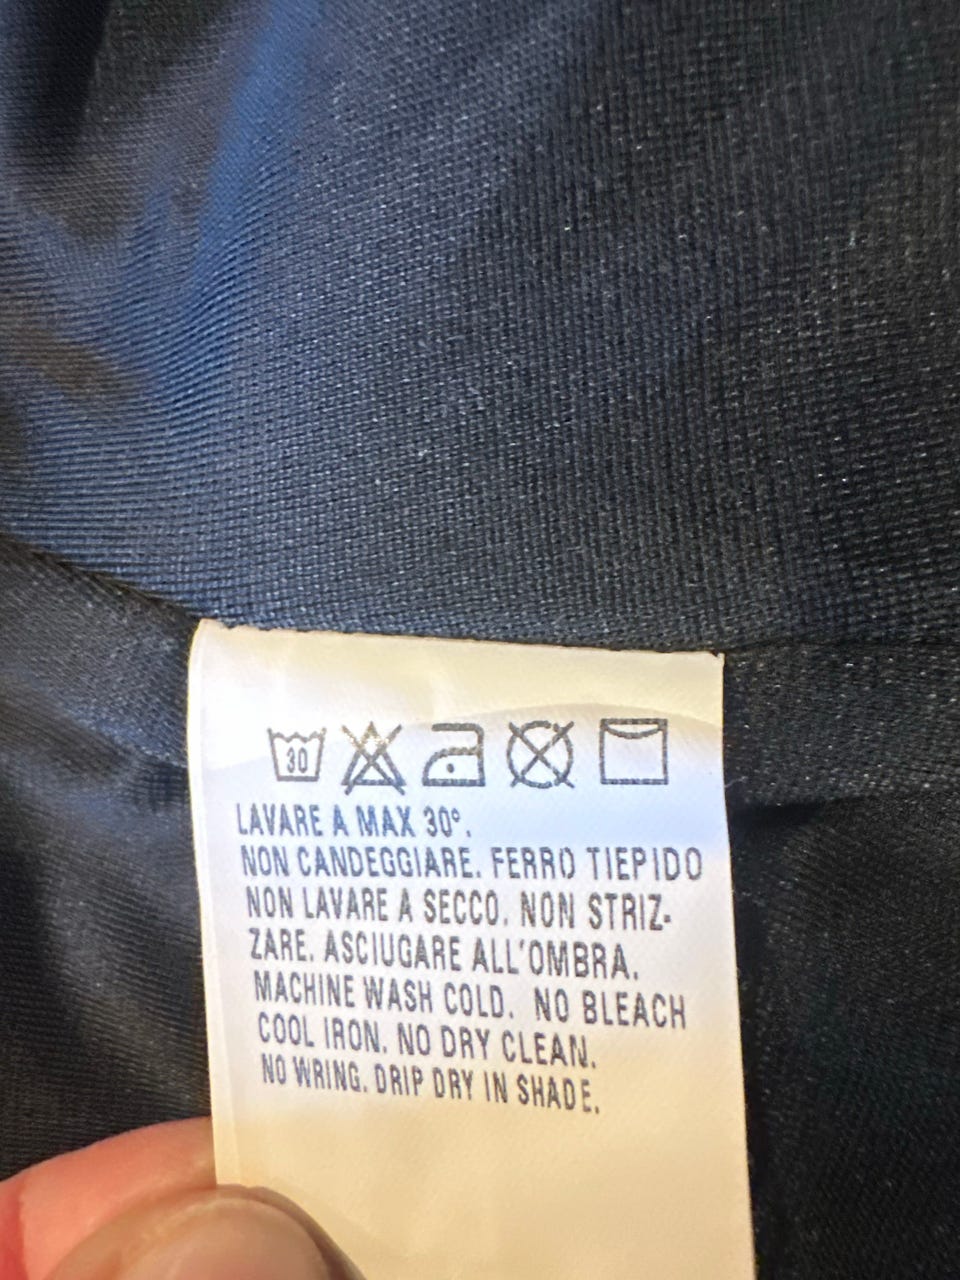 30
LAVARE A MAX 30°.
NON CANDEGGIARE. FERRO TIEPIDO
NON LAVARE A SECCO. NON STRIZ-
ZARE. ASCIUGARE ALL'OMBRA.
MACHINE WASH COLD. NO BLEACH
COOL IRON. NO DRY CLEAN.
NO WRING. DRIP DRY IN SHADE.